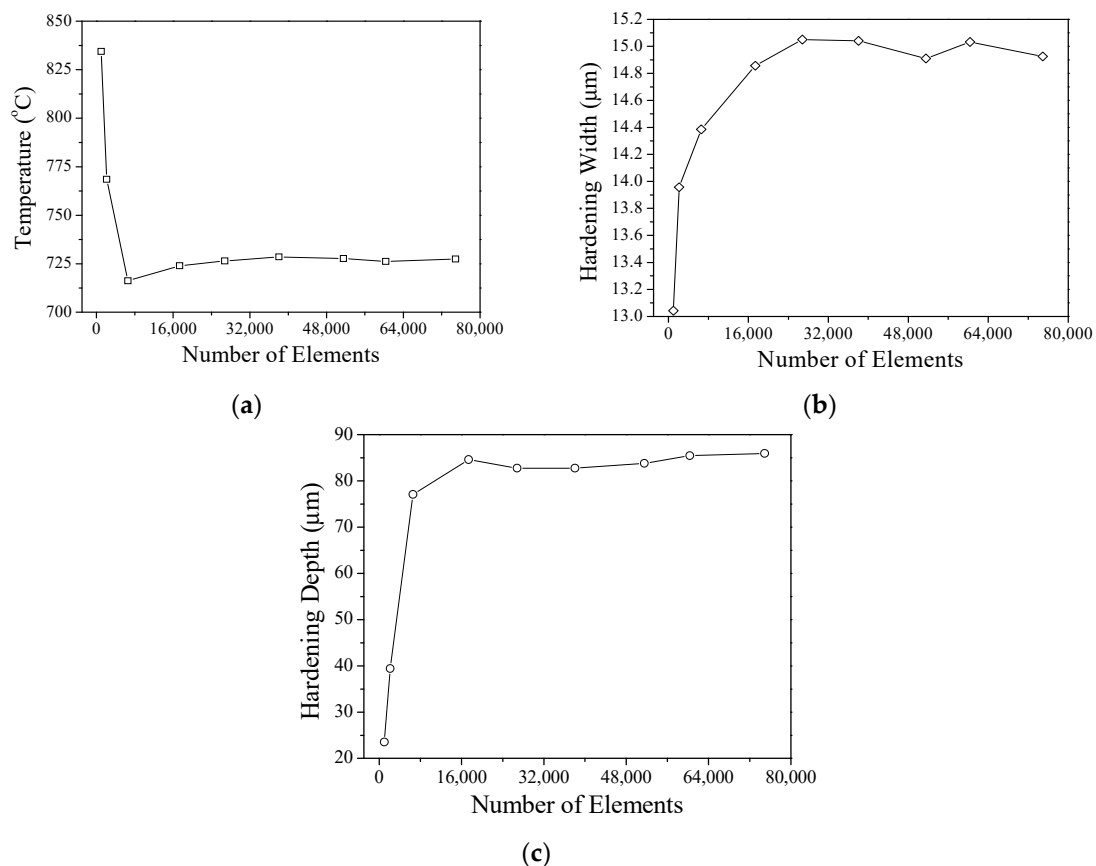 850
825
800
775
750
725
700
Temperature (°C)
0 16,000 32,000 48,000 64,000 80,000
Number of Elements
(a)
15.2
15.0
14.8
14.6
14.4
14.2
14.0
13.8
13.6
13.4
13.2
13.0
Hardening Width (μm)
0 16,000 32,000 48,000 64,000 80,000
Number of Elements
(b)
90
80
70
60
50
40
30
20
Hardening Depth (μm)
0 16,000 32,000 48,000 64,000 80,000
Number of Elements
(c)